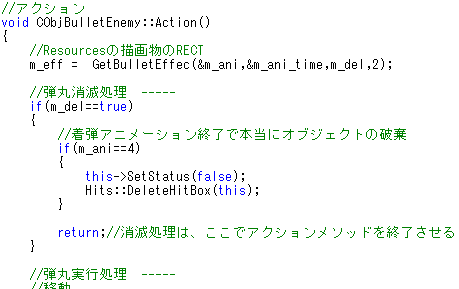 //アクション
void CObjBulletEnemy::Action()
{
//Resourcesの描画物のRECT
m_eff =  GetBulletEffec(&m_ani,&m_ani_time,m_del,2);
//弾丸消滅処理  -----
if(m_del==true)
{
//着弾アニメーション終了で本当にオブジェクトの破棄
if(m_ani==4)
{
this->SetStatus(false);
Hits::DeleteHitBox(this);
}
return;//消滅処理は、ここでアクションメソッドを終了させる
}
//弾丸実行処理  -----
//移動